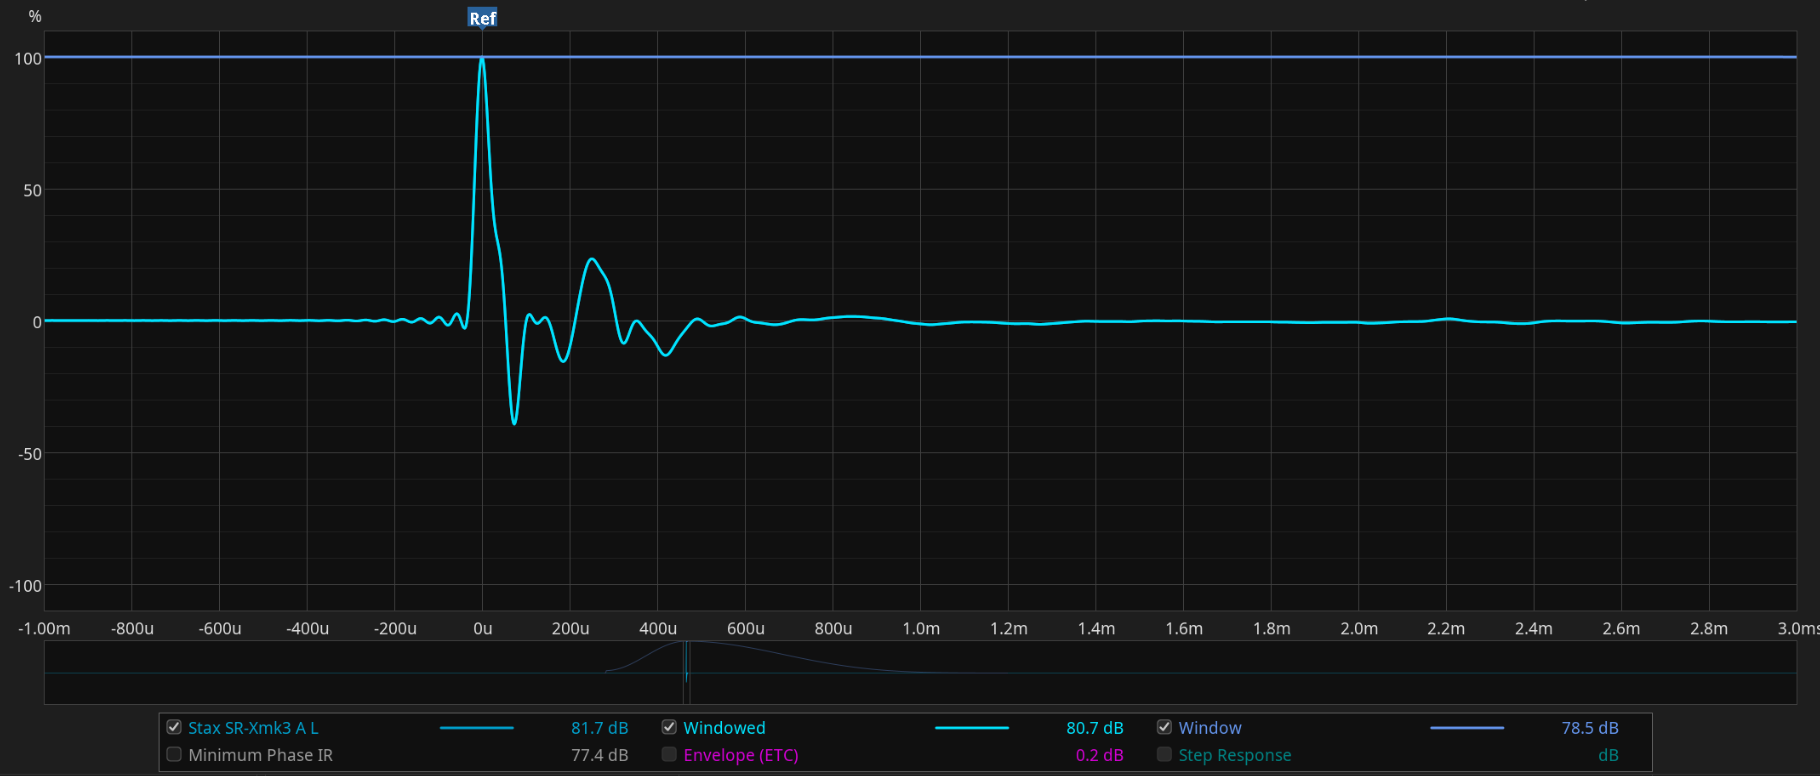 %
Ref
100
50
0
-50
-100
-1.00m -800u -600u -400u -200u 0u 200u 400u 600u 800u 1.0m 1.2m 1.4m 1.6m 1.8m 2.0m 2.2m 2.4m 2.6m 2.8m 3.0ms
Stax SR-Xmk3 A L 81.7 dB Windowed 80.7 dB Window 78.5 dB
Minimum Phase IR 77.4 dB Envelope (ETC) 0.2 dB Step Response dB